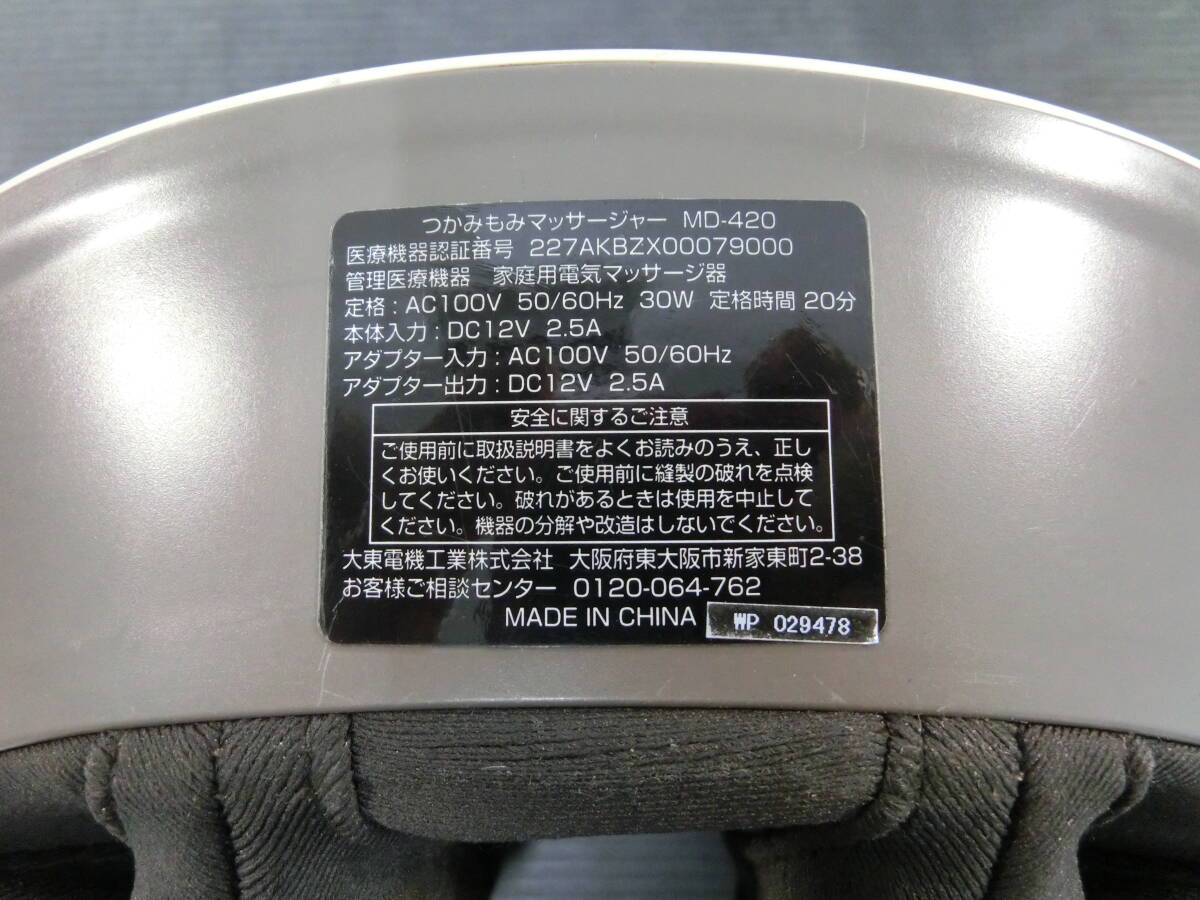 つかみもみマッサージャー MD-420
医療機器認証番号 227AKBZX00079000
管理医療機器 家庭用電気マッサージ器
定格：AC100V 50/60Hz 30W 定格時間 20分
本体入力：DC12V 2.5A
アダプター入力：AC100V 50/60Hz
アダプター出力：DC12V 2.5A
安全に関するご注意
ご使用前に取扱説明書をよくお読みのうえ、正し
くお使いください。ご使用前に縫製の破れを点検
してください。破れがあるときは使用を中止して
ください。機器の分解や改造はしないでください。
大東電機工業株式会社 大阪府東大阪市新家東町2-38
お客様ご相談センター 0120-064-762
MADE IN CHINA WP 029478